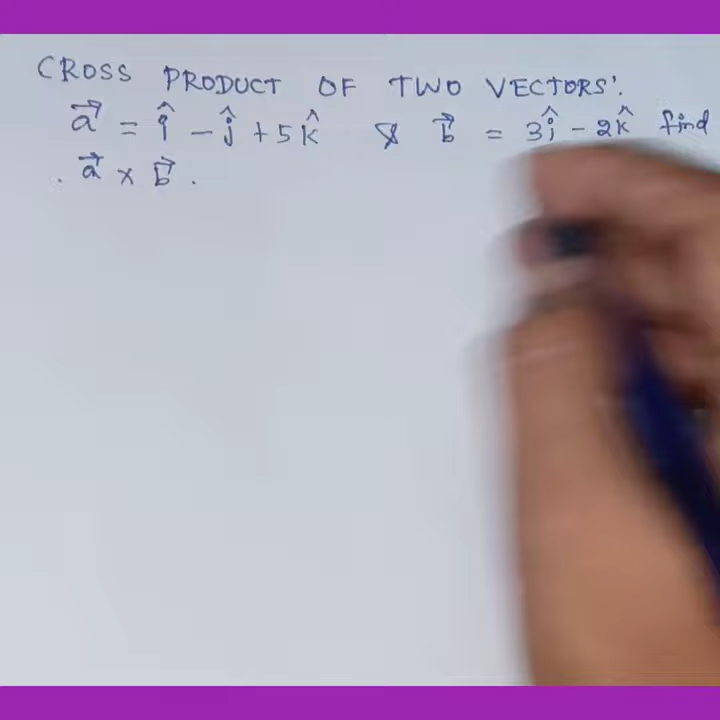 CROSS PRODUCT OF TWO VECTORS'.
a⃗ = î - ĵ + 5k̂ & b⃗ = 3ĵ - 2k̂ find
. a⃗ × b⃗ .